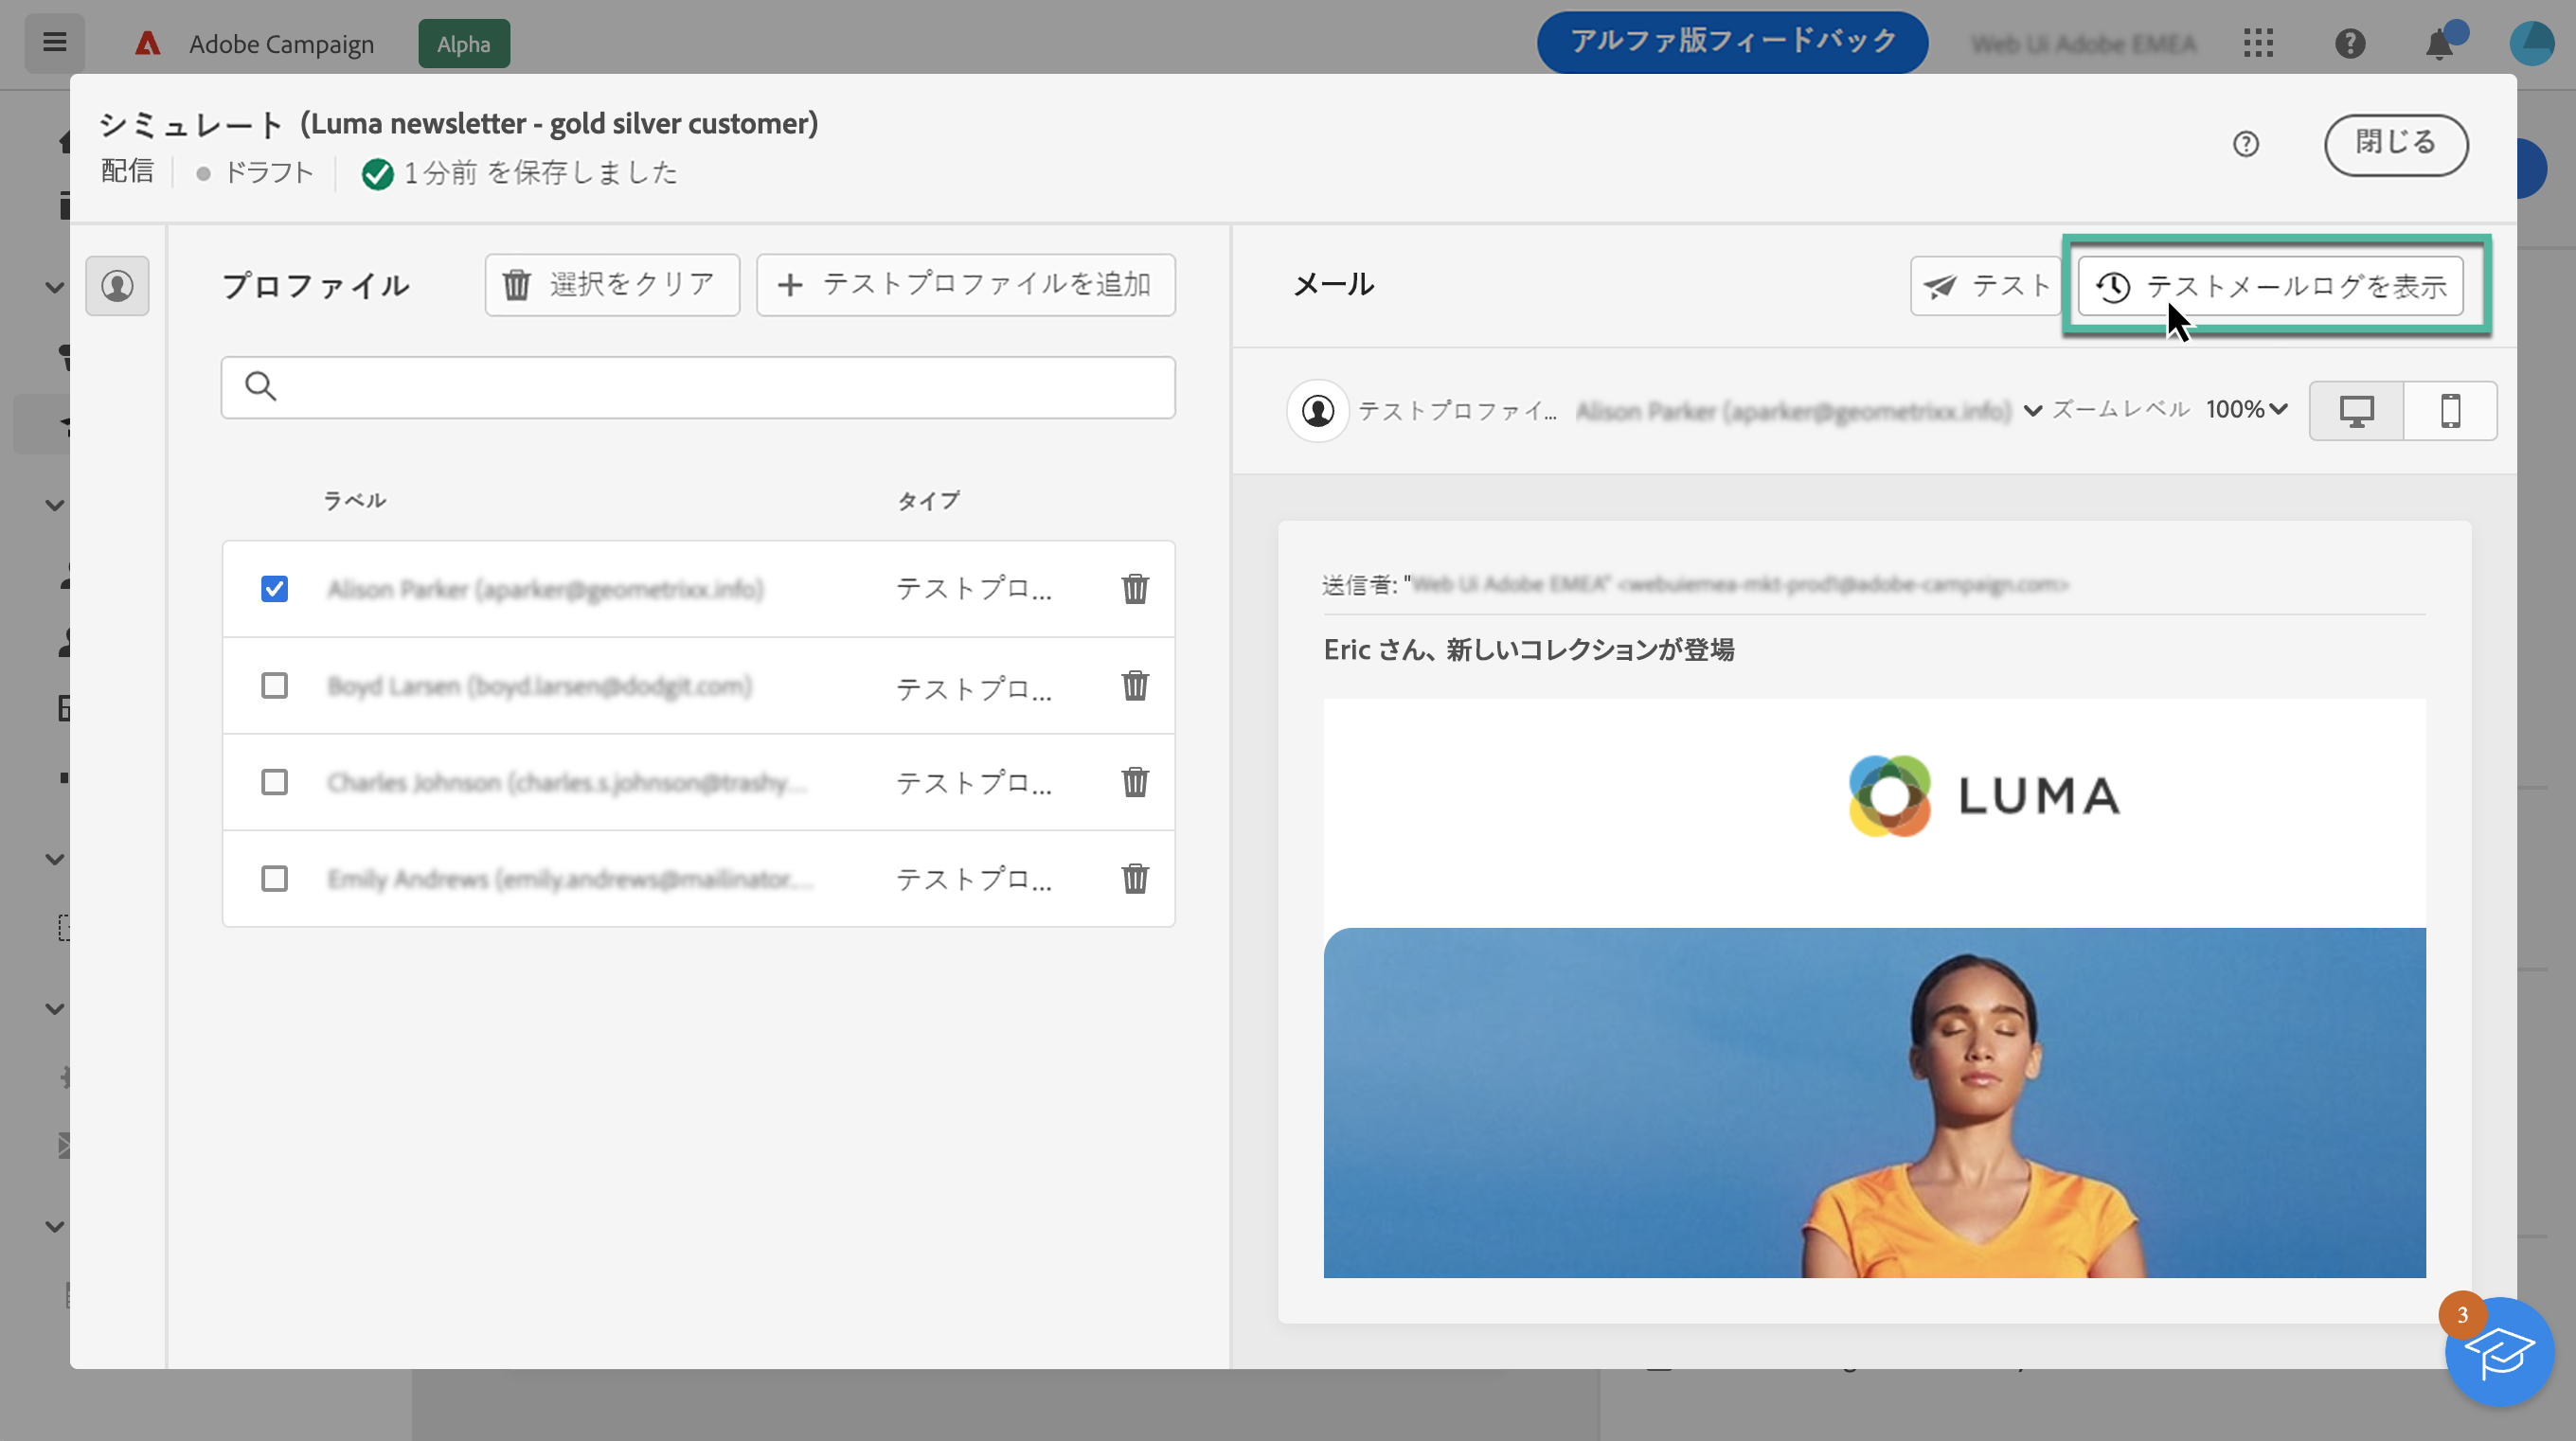 Adobe Campaign
Alpha
アルファ版フィードバック
Web Ui Adobe EMEA
シミュレート (Luma newsletter - gold silver customer)
配信
ドラフト
1分前 を保存しました
閉じる
プロファイル
選択をクリア
テストプロファイルを追加
メール
テスト
テストメールログを表示
テストプロファイ...
Alison Parker (aparker@geometrixx.info)
ズームレベル
100%
ラベル
タイプ
Alison Parker (aparker@geometrixx.info)
テストプロ...
Boyd Larsen (boyd.larsen@dodgit.com)
テストプロ...
Charles Johnson (charles.s.johnson@trashy...
テストプロ...
Emily Andrews (emily.andrews@mailinator....
テストプロ...
送信者: "Web Ui Adobe EMEA" <webuiemea-mkt-prod1@adobe-campaign.com>
Eric さん、新しいコレクションが登場
LUMA
3